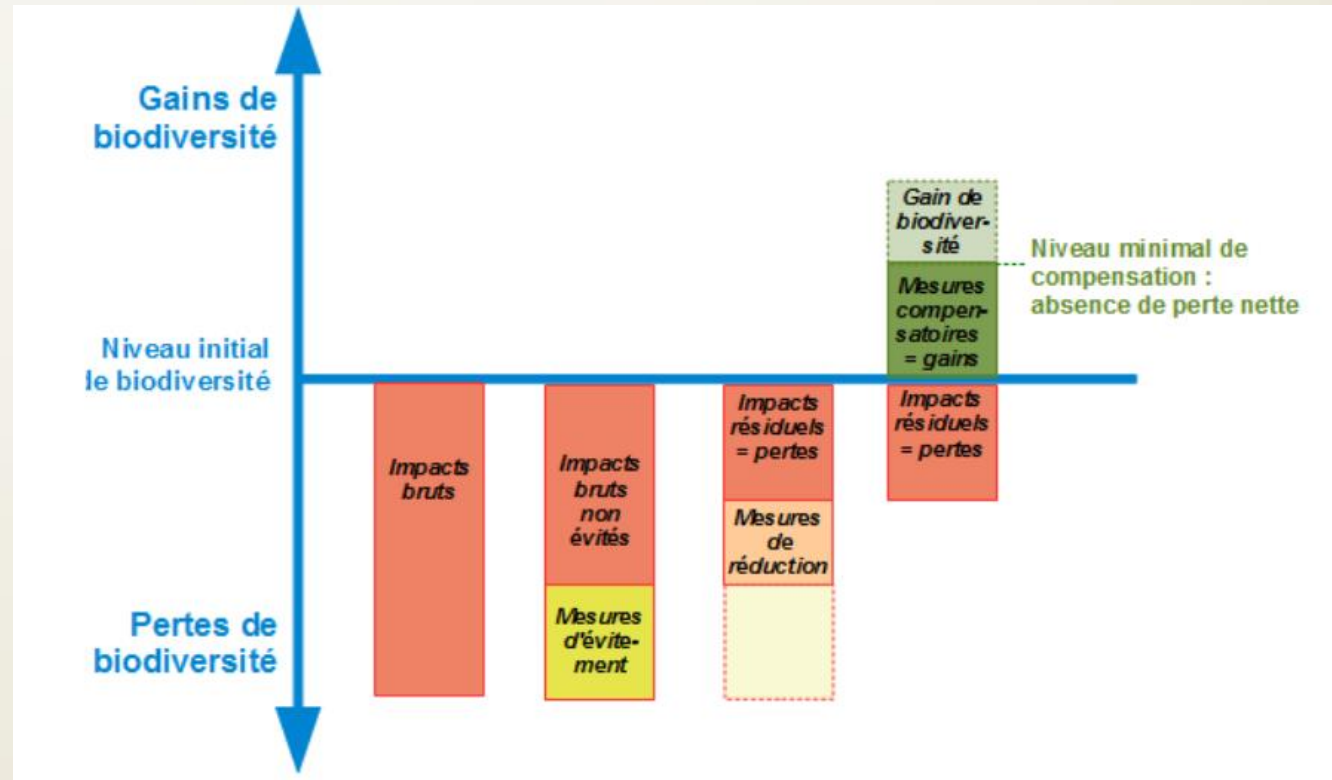 Gains de
biodiversité
Niveau initial
de biodiversité
Pertes de
biodiversité
Impacts
bruts
Impacts
bruts
non
évités
Mesures
d'évite-
ment
Impacts
résiduels
= pertes
Mesures
de
réduction
Gain de
biodiver-
sité
Mesures
compen-
satoires
= gains
Impacts
résiduels
= pertes
Niveau minimal de
compensation :
absence de perte nette